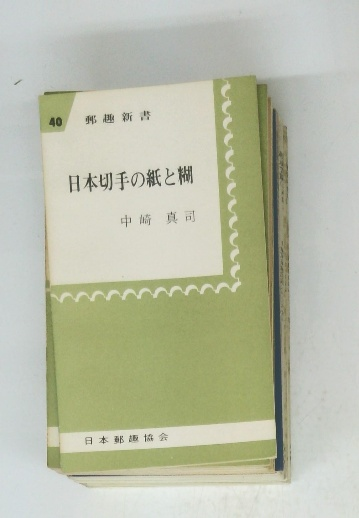 40
郵趣新書
日本切手の紙と糊
中崎 真司
日本郵趣協会